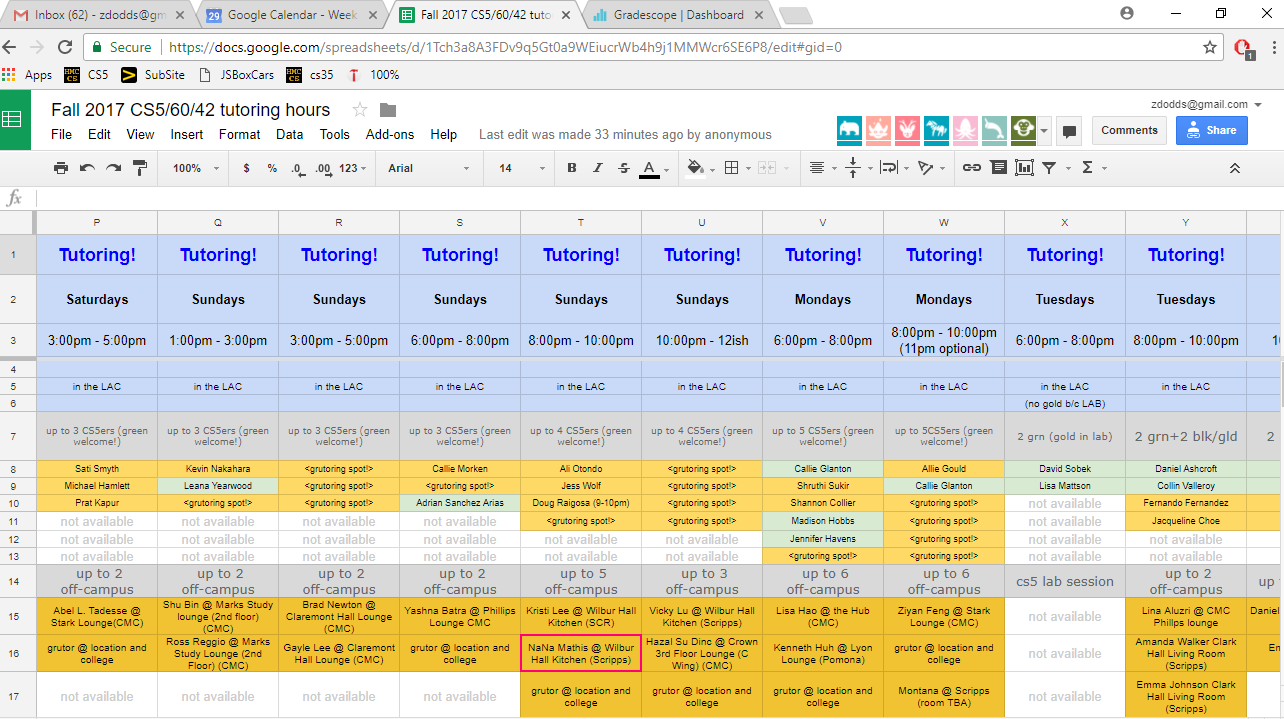 Inbox (62) - zdodds@gm
Google Calendar - Week
Fall 2017 CS5/60/42 tuto
Gradescope | Dashboard
29
Secure
https://docs.google.com/spreadsheets/d/1Tch3a8A3FDv9q5Gt0a9WEiucrWb4h9j1MMWcr6SE6P8/edit#gid=0
1
Apps HMC CS CS5 SubSite JSBoxCars HMC CS cs35 T 100%
Fall 2017 CS5/60/42 tutoring hours
zdodds@gmail.com
File Edit View Insert Format Data Tools Add-ons Help Last edit was made 33 minutes ago by anonymous
Comments Share
100% $ % .0 .00 123 Arial 14 B I S A Σ
fx
P Q R S T U V W X Y
1 Tutoring! Tutoring! Tutoring! Tutoring! Tutoring! Tutoring! Tutoring! Tutoring! Tutoring! Tutoring!
2 Saturdays Sundays Sundays Sundays Sundays Sundays Mondays Mondays Tuesdays Tuesdays
3 3:00pm - 5:00pm 1:00pm - 3:00pm 3:00pm - 5:00pm 6:00pm - 8:00pm 8:00pm - 10:00pm 10:00pm - 12ish 6:00pm - 8:00pm 8:00pm - 10:00pm (11pm optional) 6:00pm - 8:00pm 8:00pm - 10:00pm
4
5 in the LAC in the LAC in the LAC in the LAC in the LAC in the LAC in the LAC in the LAC in the LAC in the LAC
6 (no gold b/c LAB)
7 up to 3 CS5ers (green welcome!) up to 3 CS5ers (green welcome!) up to 3 CS5ers (green welcome!) up to 3 CS5ers (green welcome!) up to 4 CS5ers (green welcome!) up to 4 CS5ers (green welcome!) up to 5 CS5ers (green welcome!) up to 5CS5ers (green welcome!) 2 grn (gold in lab) 2 grn+2 blk/gld 2
8 Sati Smyth Kevin Nakahara <grutoring spot!> Callie Morken Ali Otondo <grutoring spot!> Callie Glanton Allie Gould David Sobek Daniel Ashcroft
9 Michael Hamlett Leana Yearwood <grutoring spot!> <grutoring spot!> Jess Wolf <grutoring spot!> Shruthi Sukir Callie Glanton Lisa Mattson Collin Valleroy
10 Prat Kapur <grutoring spot!> <grutoring spot!> Adrian Sanchez Arias Doug Raigosa (9-10pm) <grutoring spot!> Shannon Collier <grutoring spot!> not available Fernando Fernandez
11 not available not available not available not available <grutoring spot!> <grutoring spot!> Madison Hobbs <grutoring spot!> not available Jacqueline Choe
12 not available not available not available not available not available not available Jennifer Havens <grutoring spot!> not available not available
13 not available not available not available not available not available not available <grutoring spot!> <grutoring spot!> not available not available
14 up to 2 off-campus up to 2 off-campus up to 2 off-campus up to 2 off-campus up to 5 off-campus up to 3 off-campus up to 6 off-campus up to 6 off-campus cs5 lab session up to 2 off-campus up
15 Abel L. Tadesse @ Stark Lounge(CMC) Shu Bin @ Marks Study lounge (2nd floor) (CMC) Brad Newton @ Claremont Hall Lounge (CMC) Yashna Batra @ Phillips Lounge CMC Kristi Lee @ Wilbur Hall Kitchen (SCR) Vicky Lu @ Wilbur Hall Kitchen (Scripps) Lisa Hao @ the Hub (CMC) Ziyan Feng @ Stark Lounge (CMC) not available Lina Aluzri @ CMC Phillps lounge Daniel
16 grutor @ location and college Ross Reggio @ Marks Study Lounge (2nd Floor) (CMC) Gayle Lee @ Claremont Hall Lounge (CMC) grutor @ location and college NaNa Mathis @ Wilbur Hall Kitchen (Scripps) Hazal Su Dinc @ Crown 3rd Floor Lounge (C Wing) (CMC) Kenneth Huh @ Lyon Lounge (Pomona) grutor @ location and college not available Amanda Walker Clark Hall Living Room (Scripps)
17 not available not available not available not available grutor @ location and college grutor @ location and college grutor @ location and college Montana @ Scripps (room TBA) not available Emma Johnson Clark Hall Living Room (Scripps)